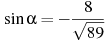 sin α = − 8/√89